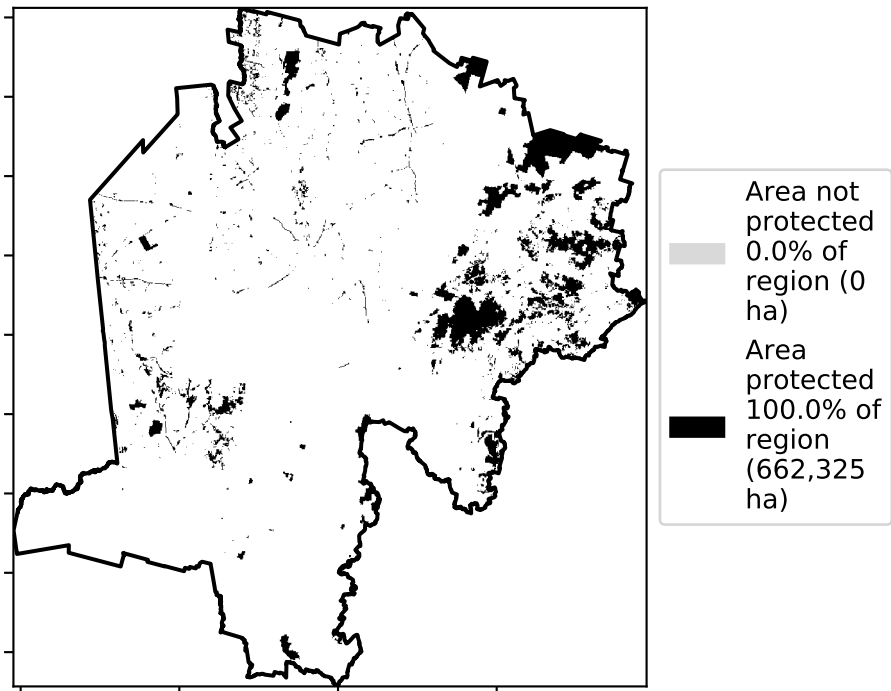 Area not
protected
0.0% of
region (0
ha)
Area
protected
100.0% of
region
(662,325
ha)